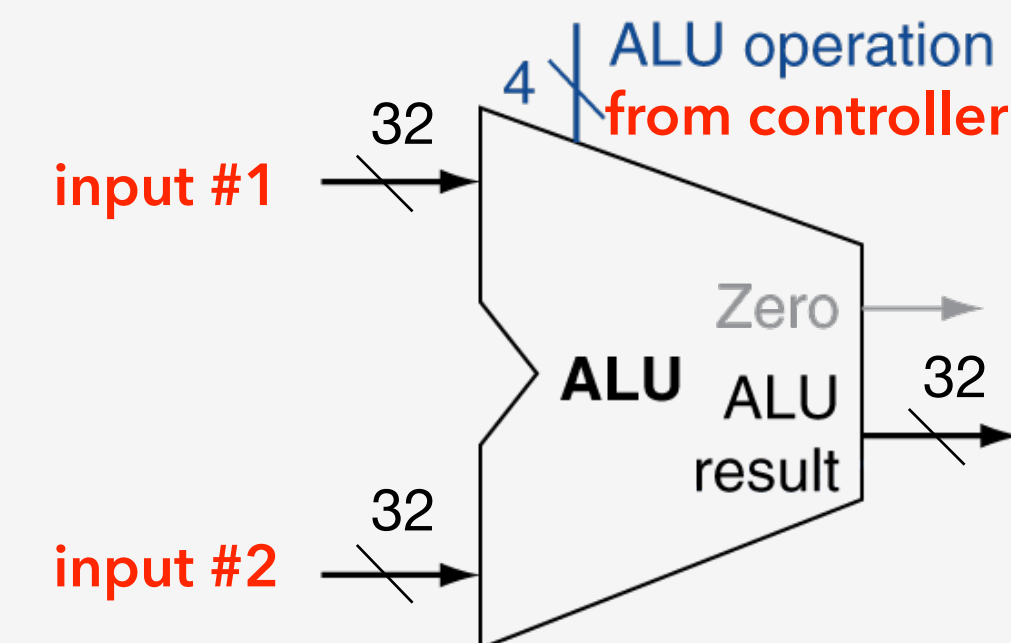 ALU operation
4
from controller
32
input #1
Zero
ALU
ALU
result
32
32
input #2